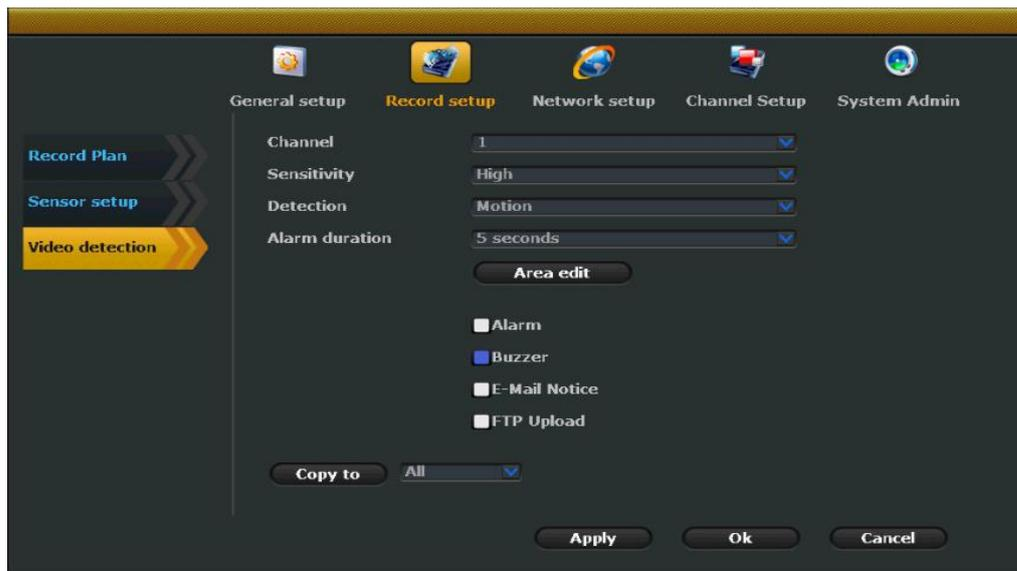 General setup Record setup Network setup Channel Setup System Admin
Record Plan
Sensor setup
Video detection
Channel 1
Sensitivity High
Detection Motion
Alarm duration 5 seconds
Area edit
Alarm
Buzzer
E-Mail Notice
FTP Upload
Copy to All
Apply Ok Cancel